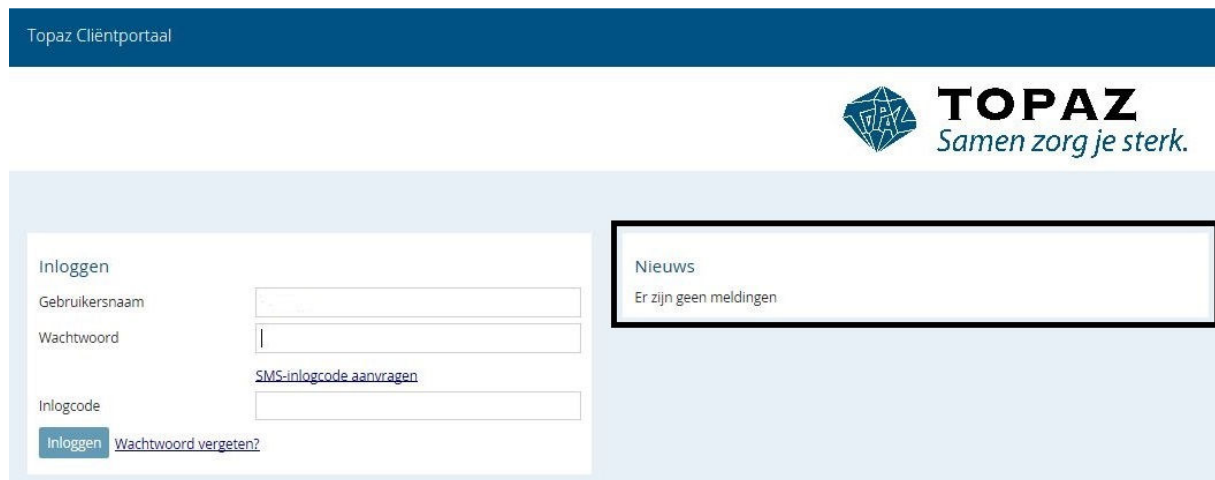 Topaz Cliëntportaal
TOPAZ
TOPAZ
Samen zorg je sterk.
Inloggen
Gebruikersnaam
Wachtwoord
SMS-inlogcode aanvragen
Inlogcode
Inloggen Wachtwoord vergeten?
Nieuws
Er zijn geen meldingen